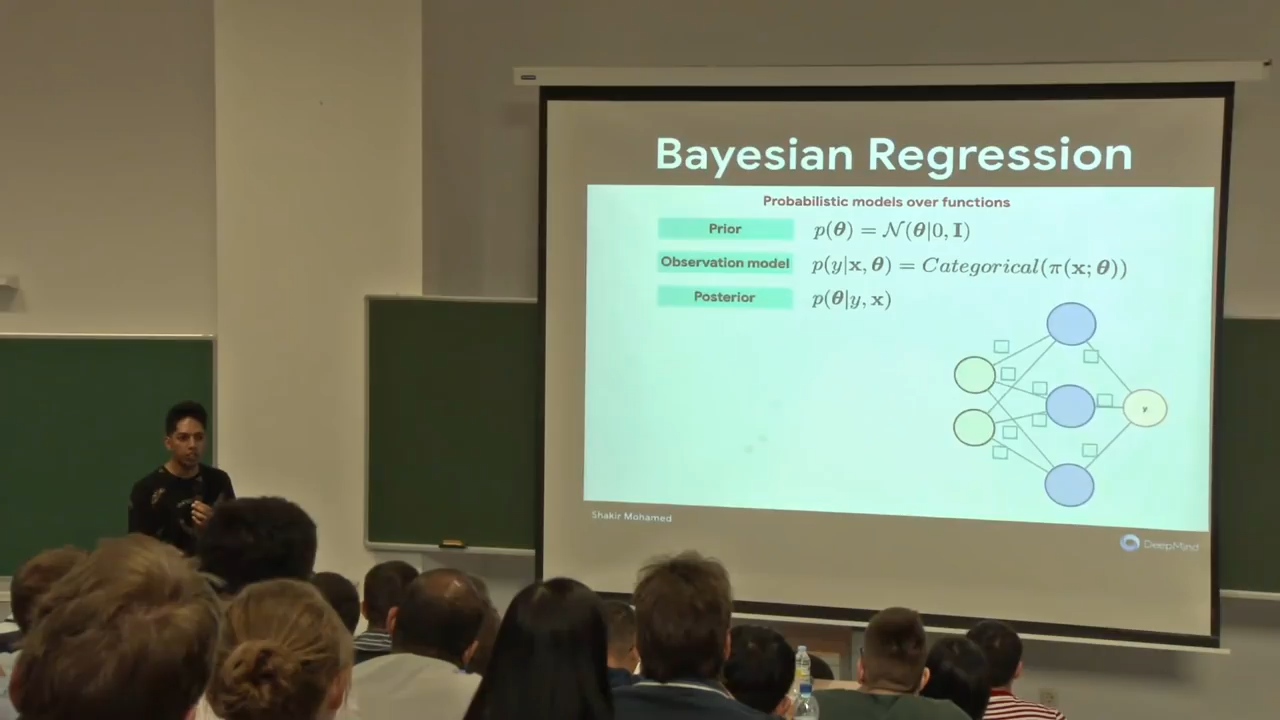 Bayesian Regression
Probabilistic models over functions
Prior p(θ) = N(θ|0, I)
Observation model p(y|x, θ) = Categorical(π(x; θ))
Posterior p(θ|y, x)
y
Shakir Mohamed
DeepMind